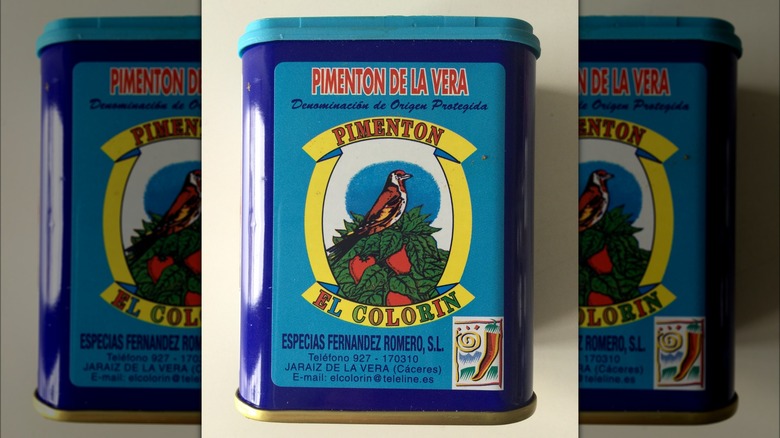 PIMENTON DE LA VERA
Denominación de Origen Protegida
PIMENTON
EL COLORIN
ESPECIAS FERNANDEZ ROMERO, S.L.
Teléfono 927 - 170310
JARAÍZ DE LA VERA (Cáceres)
E-mail: elcolorin@teleline.es